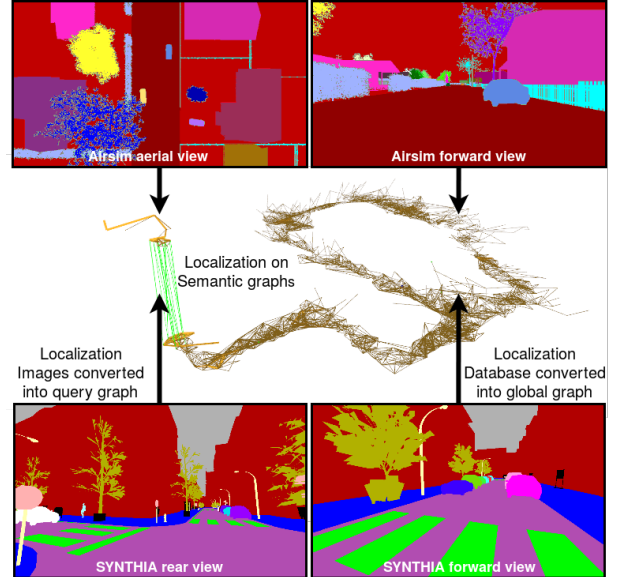 Airsim aerial view
Airsim forward view
Localization on
Semantic graphs
Localization
Images converted
into query graph
Localization
Database converted
into global graph
SYNTHIA rear view
SYNTHIA forward view